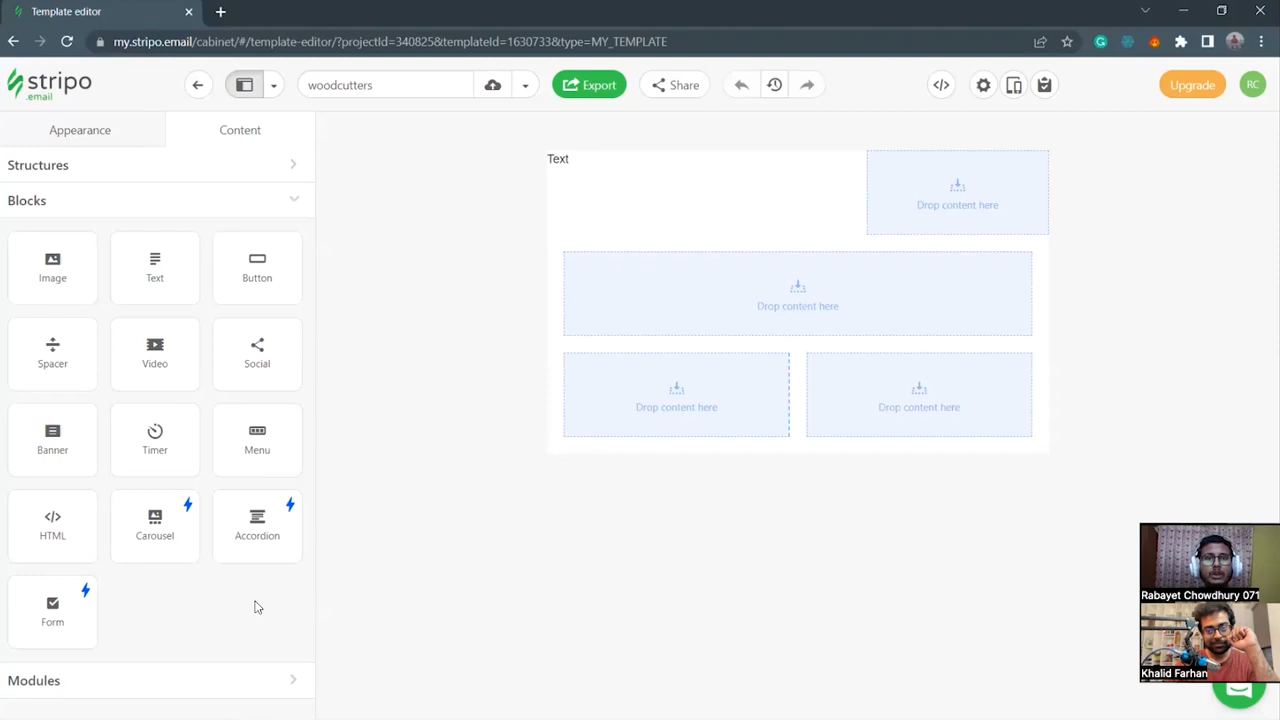 Template editor
my.stripo.email/cabinet/#/template-editor/?projectId=340825&templateId=1630733&type=MY_TEMPLATE
stripo
.email
woodcutters
Export
Share
Upgrade
RC
Appearance
Content
Structures
Blocks
Image
Text
Button
Spacer
Video
Social
Banner
Timer
Menu
HTML
Carousel
Accordion
Form
Modules
Text
Drop content here
Drop content here
Drop content here
Drop content here
Rabayet Chowdhury 071
Khalid Farhan